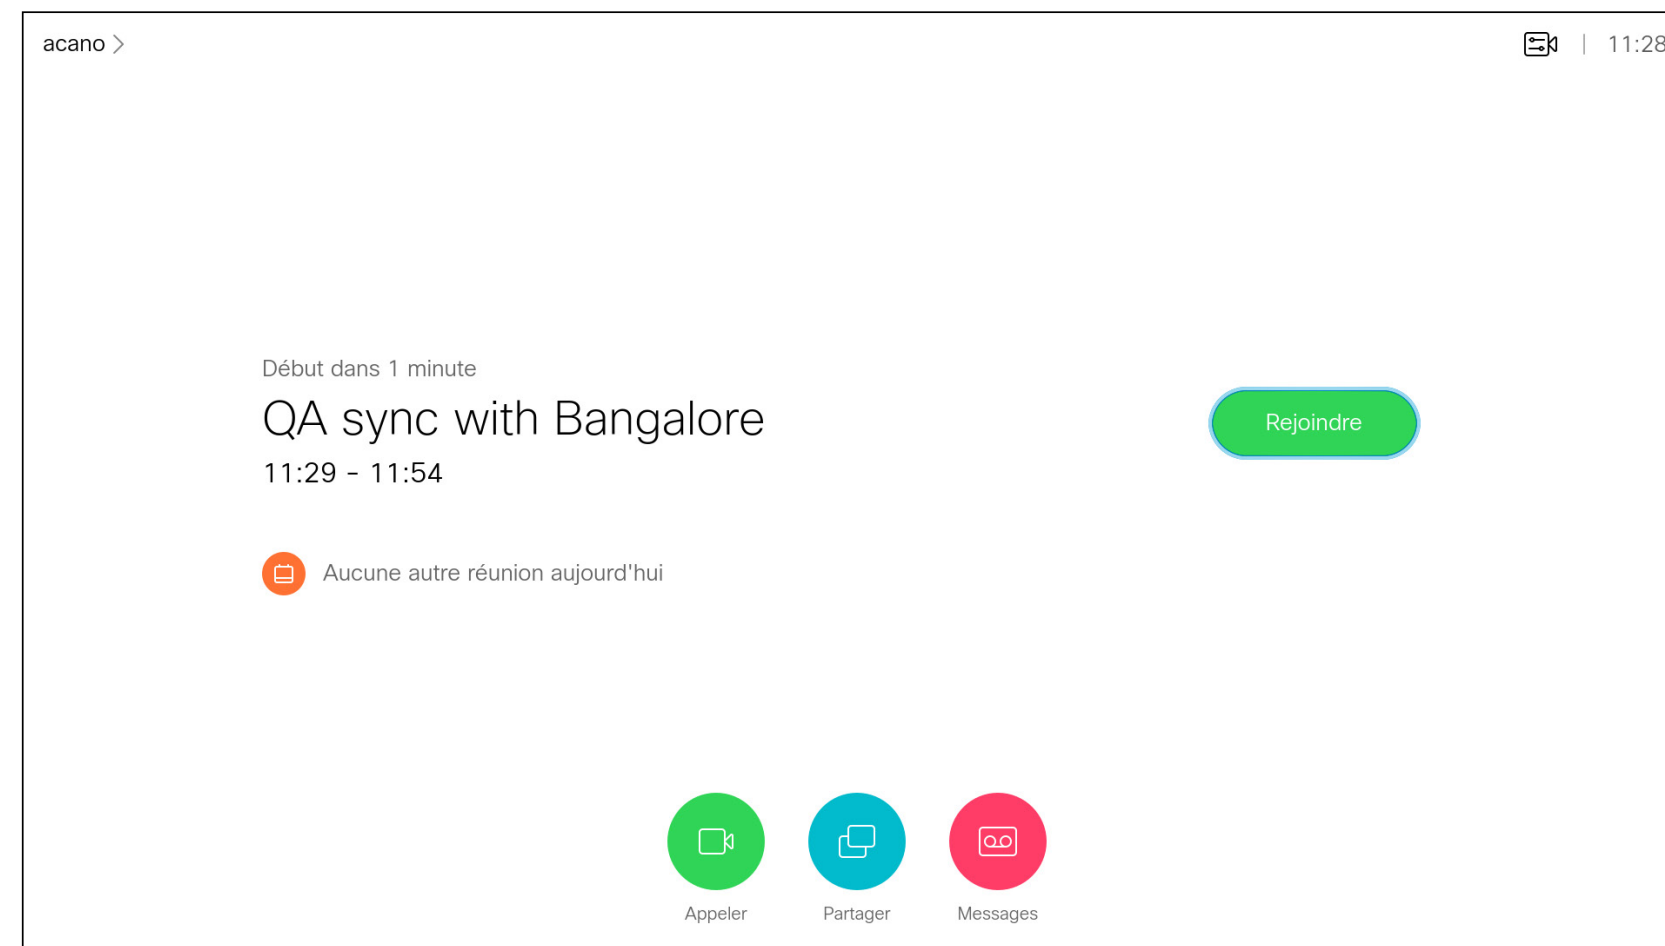 acano
11:28
Début dans 1 minute
QA sync with Bangalore
11:29 - 11:54
Rejoindre
Aucune autre réunion aujourd'hui
Appeler
Partager
Messages